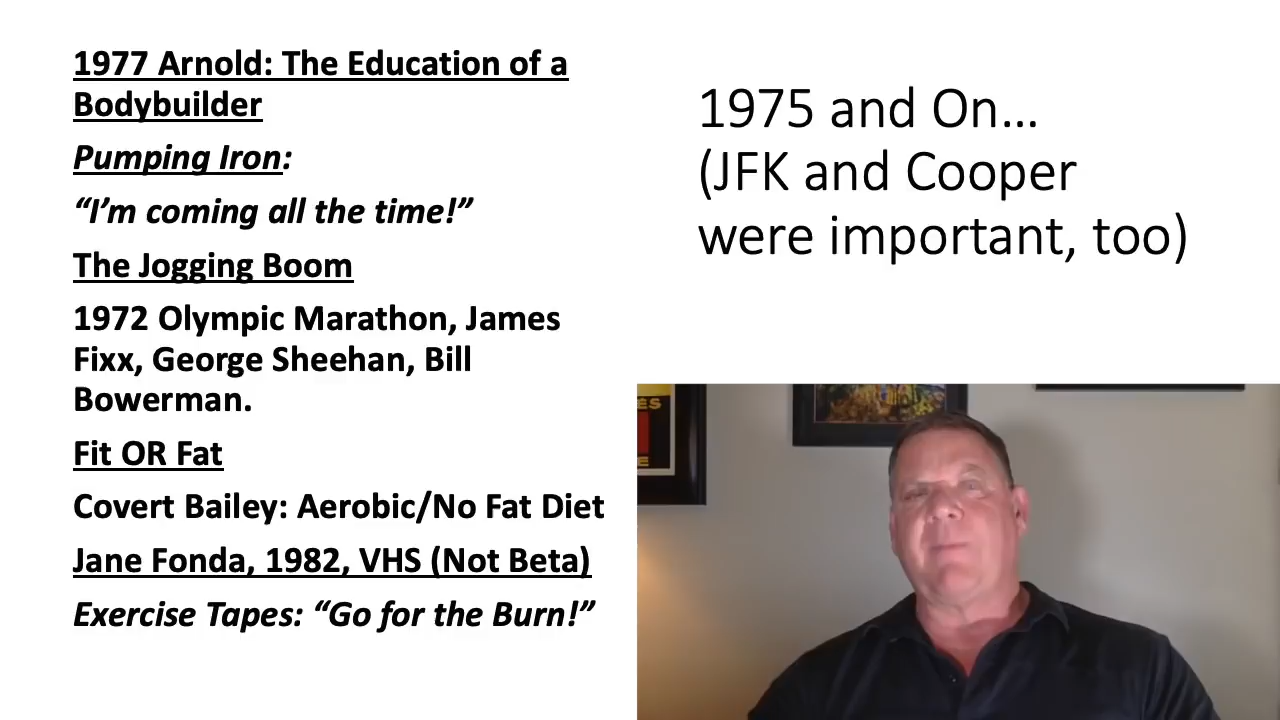 1977 Arnold: The Education of a
Bodybuilder
Pumping Iron:
“I’m coming all the time!”
The Jogging Boom
1972 Olympic Marathon, James
Fixx, George Sheehan, Bill
Bowerman.
Fit OR Fat
Covert Bailey: Aerobic/No Fat Diet
Jane Fonda, 1982, VHS (Not Beta)
Exercise Tapes: “Go for the Burn!”
1975 and On…
(JFK and Cooper
were important, too)
ES
E